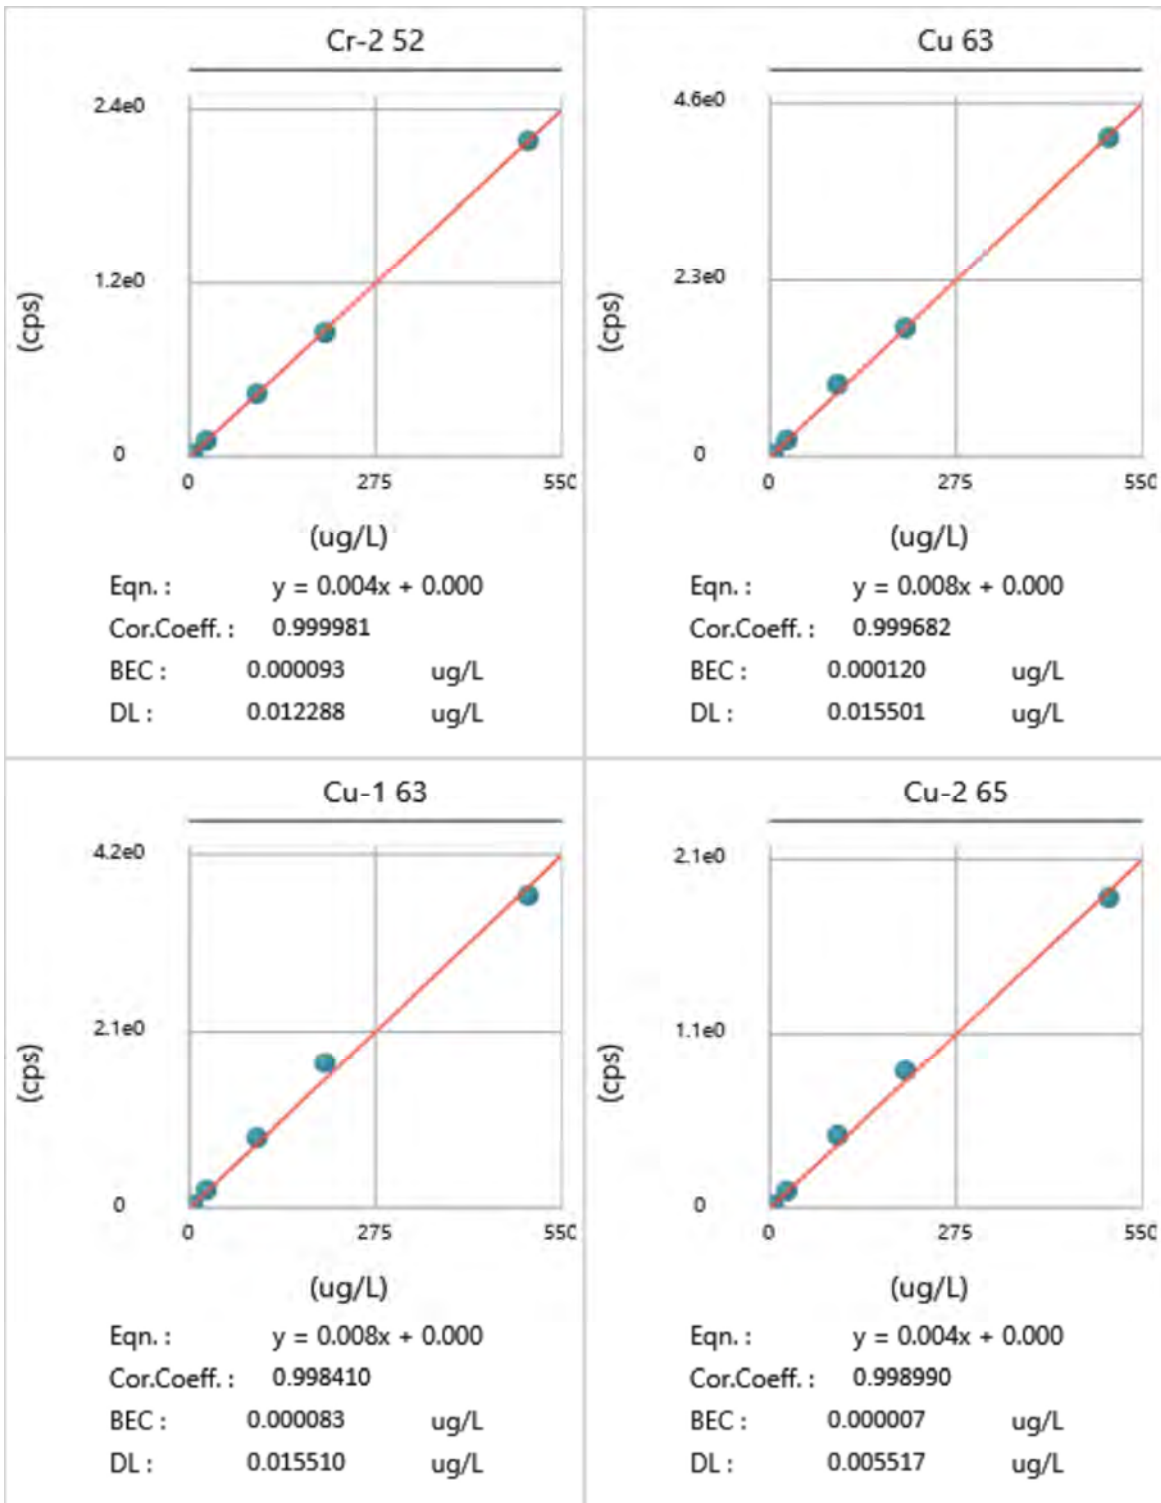 Cr-2 52
2.4e0
1.2e0
0
0 275 550
(cps)
(ug/L)
Eqn. : y = 0.004x + 0.000
Cor.Coeff. : 0.999981
BEC : 0.000093 ug/L
DL : 0.012288 ug/L
Cu 63
4.6e0
2.3e0
0
0 275 550
(cps)
(ug/L)
Eqn. : y = 0.008x + 0.000
Cor.Coeff. : 0.999682
BEC : 0.000120 ug/L
DL : 0.015501 ug/L
Cu-1 63
4.2e0
2.1e0
0
0 275 550
(cps)
(ug/L)
Eqn. : y = 0.008x + 0.000
Cor.Coeff. : 0.998410
BEC : 0.000083 ug/L
DL : 0.015510 ug/L
Cu-2 65
2.1e0
1.1e0
0
0 275 550
(cps)
(ug/L)
Eqn. : y = 0.004x + 0.000
Cor.Coeff. : 0.998990
BEC : 0.000007 ug/L
DL : 0.005517 ug/L